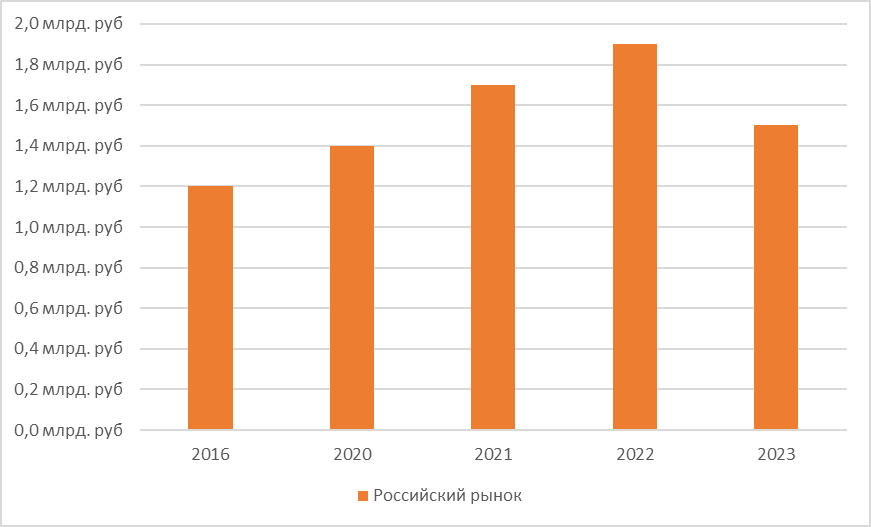 2,0 млрд. руб
1,8 млрд. руб
1,6 млрд. руб
1,4 млрд. руб
1,2 млрд. руб
1,0 млрд. руб
0,8 млрд. руб
0,6 млрд. руб
0,4 млрд. руб
0,2 млрд. руб
0,0 млрд. руб
2016 2020 2021 2022 2023
Российский рынок